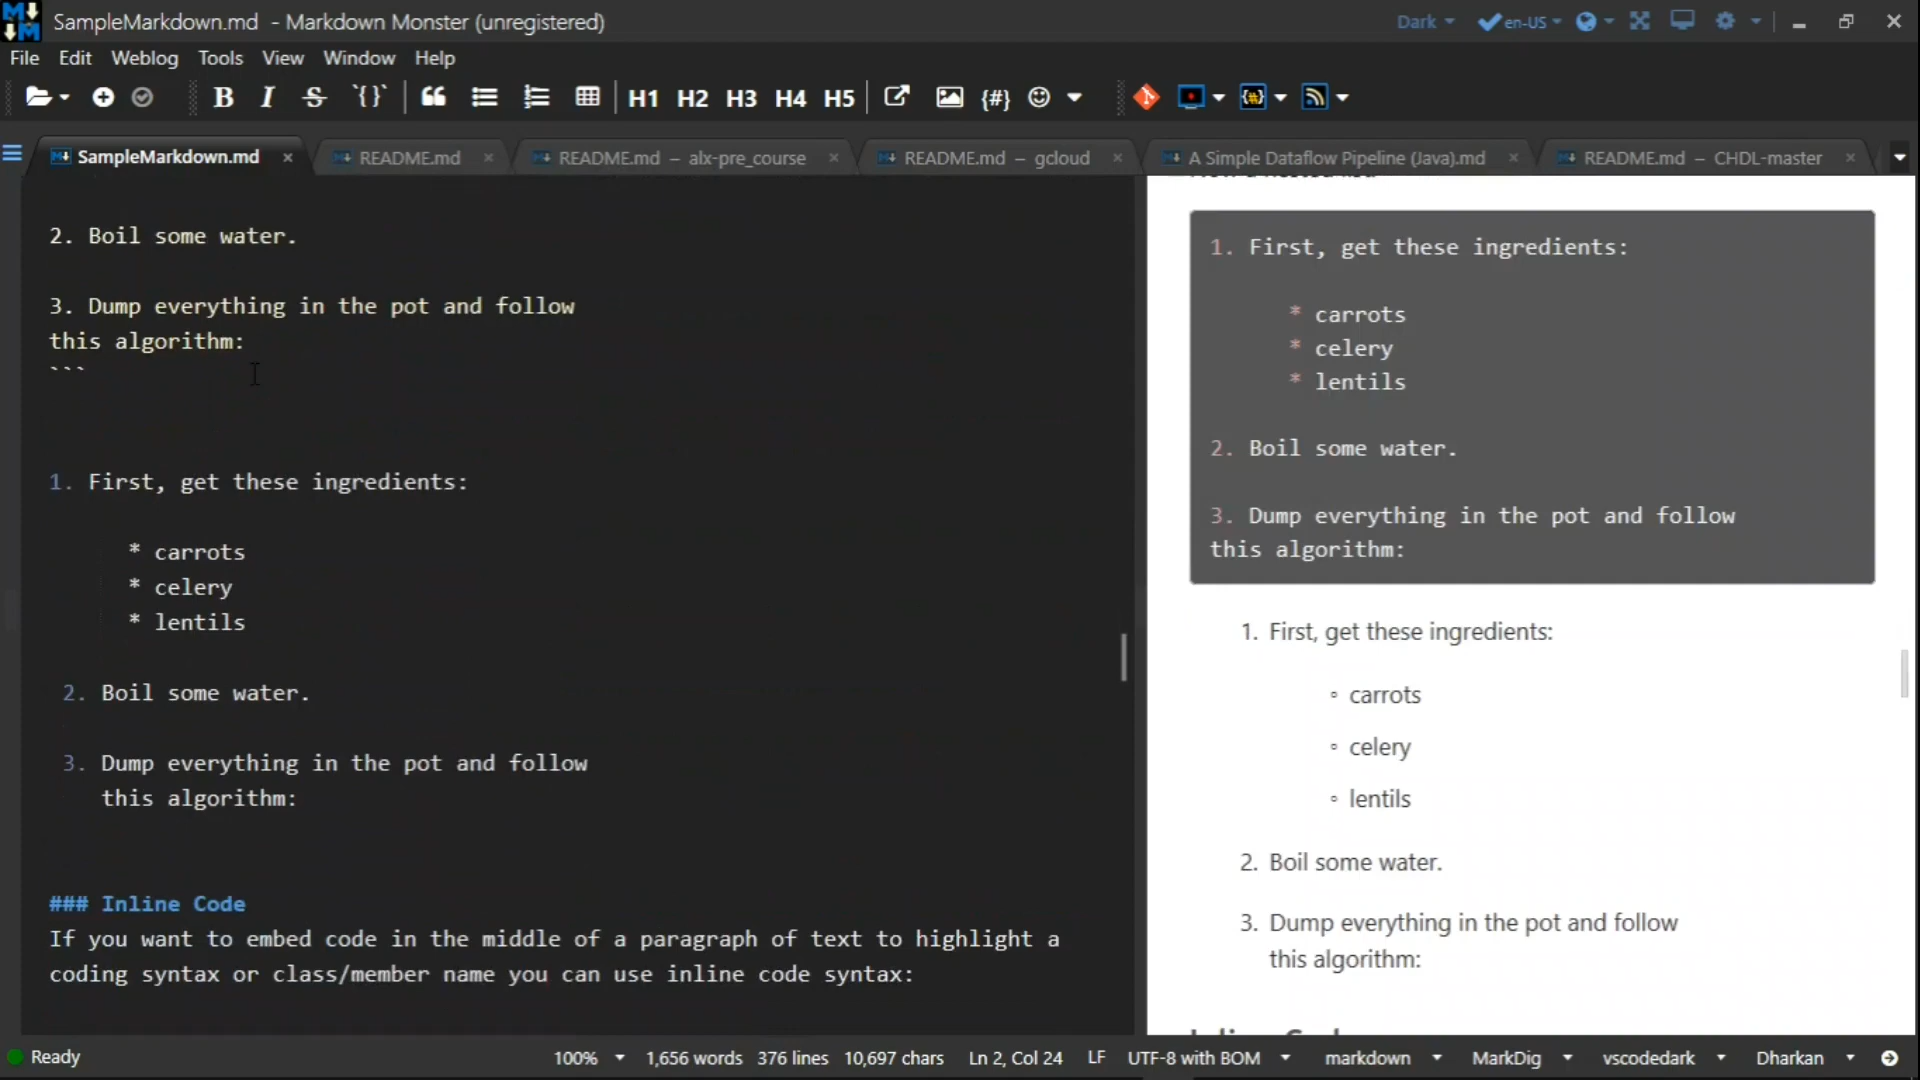 SampleMarkdown.md - Markdown Monster (unregistered)
Dark
en-US
File Edit Weblog Tools View Window Help
B I S `{}` H1 H2 H3 H4 H5 {#} {#}
SampleMarkdown.md
README.md
README.md – alx-pre_course
README.md – gcloud
A Simple Dataflow Pipeline (Java).md
README.md – CHDL-master
2. Boil some water.
3. Dump everything in the pot and follow
this algorithm:
```
1. First, get these ingredients:
* carrots
* celery
* lentils
2. Boil some water.
3. Dump everything in the pot and follow
this algorithm:
### Inline Code
If you want to embed code in the middle of a paragraph of text to highlight a
coding syntax or class/member name you can use inline code syntax:
1. First, get these ingredients:
* carrots
* celery
* lentils
2. Boil some water.
3. Dump everything in the pot and follow
this algorithm:
1. First, get these ingredients:
◦ carrots
◦ celery
◦ lentils
2. Boil some water.
3. Dump everything in the pot and follow
this algorithm:
Ready
100% 1,656 words 376 lines 10,697 chars Ln 2, Col 24 LF UTF-8 with BOM markdown MarkDig vscodedark Dharkan